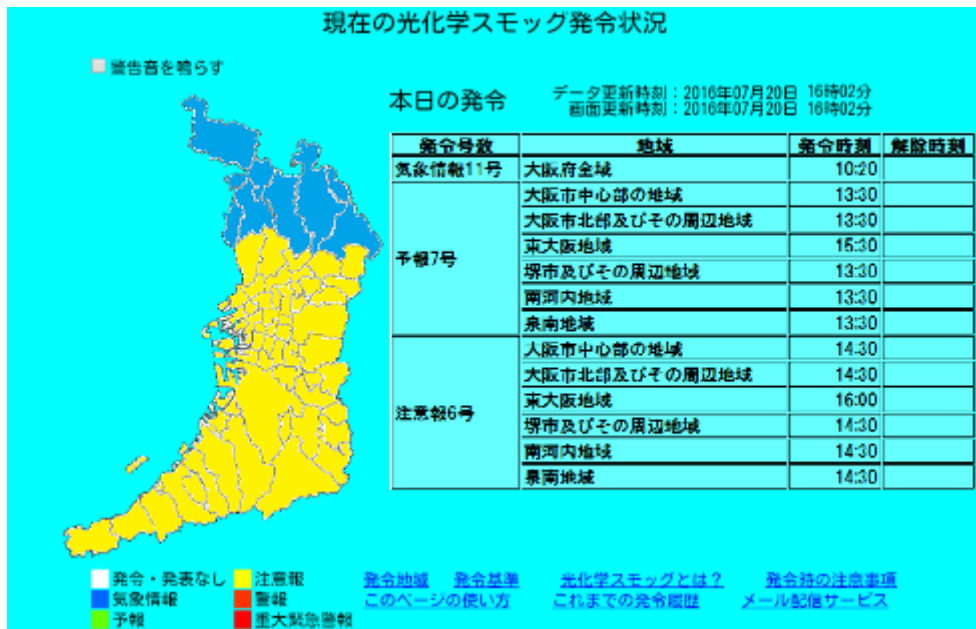 現在の光化学スモッグ発令状況
警告音を鳴らす
本日の発令
データ更新時刻：2016年07月20日 16時02分
画面更新時刻：2016年07月20日 16時02分
発令号数 地域 発令時刻 解除時刻
気象情報11号 大阪府全域 10:20
予報7号
大阪市中心部の地域 13:30
大阪市北部及びその周辺地域 13:30
東大阪地域 15:30
堺市及びその周辺地域 13:30
南河内地域 13:30
泉南地域 13:30
注意報6号
大阪市中心部の地域 14:30
大阪市北部及びその周辺地域 14:30
東大阪地域 16:00
堺市及びその周辺地域 14:30
南河内地域 14:30
泉南地域 14:30
発令・発表なし 注意報
気象情報 警報
予報 重大緊急警報
発令地域 発令基準 光化学スモッグとは？ 発令時の注意事項
このページの使い方 これまでの発令履歴 メール配信サービス